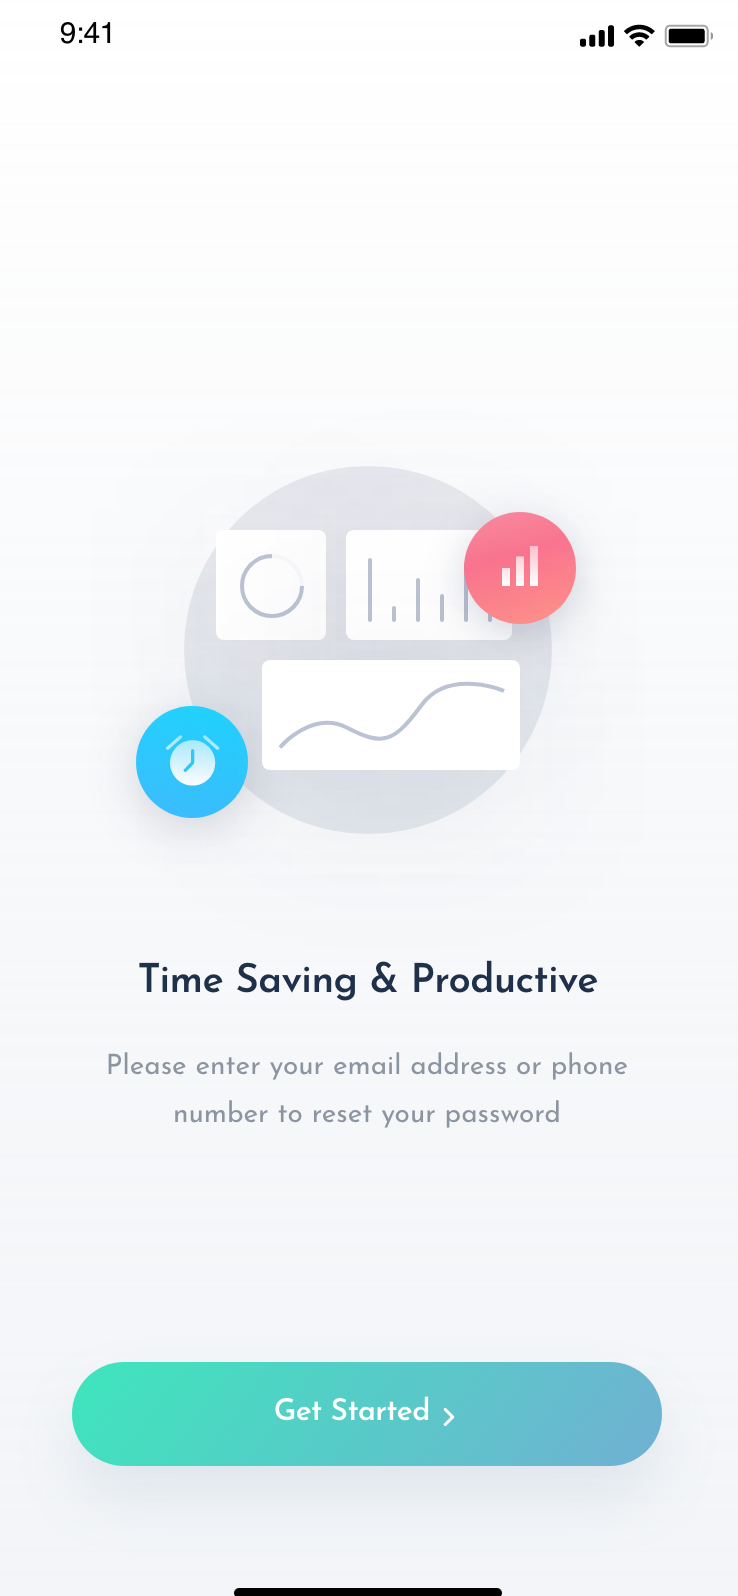 9:41
Time Saving & Productive
Please enter your email address or phone
number to reset your password
Get Started